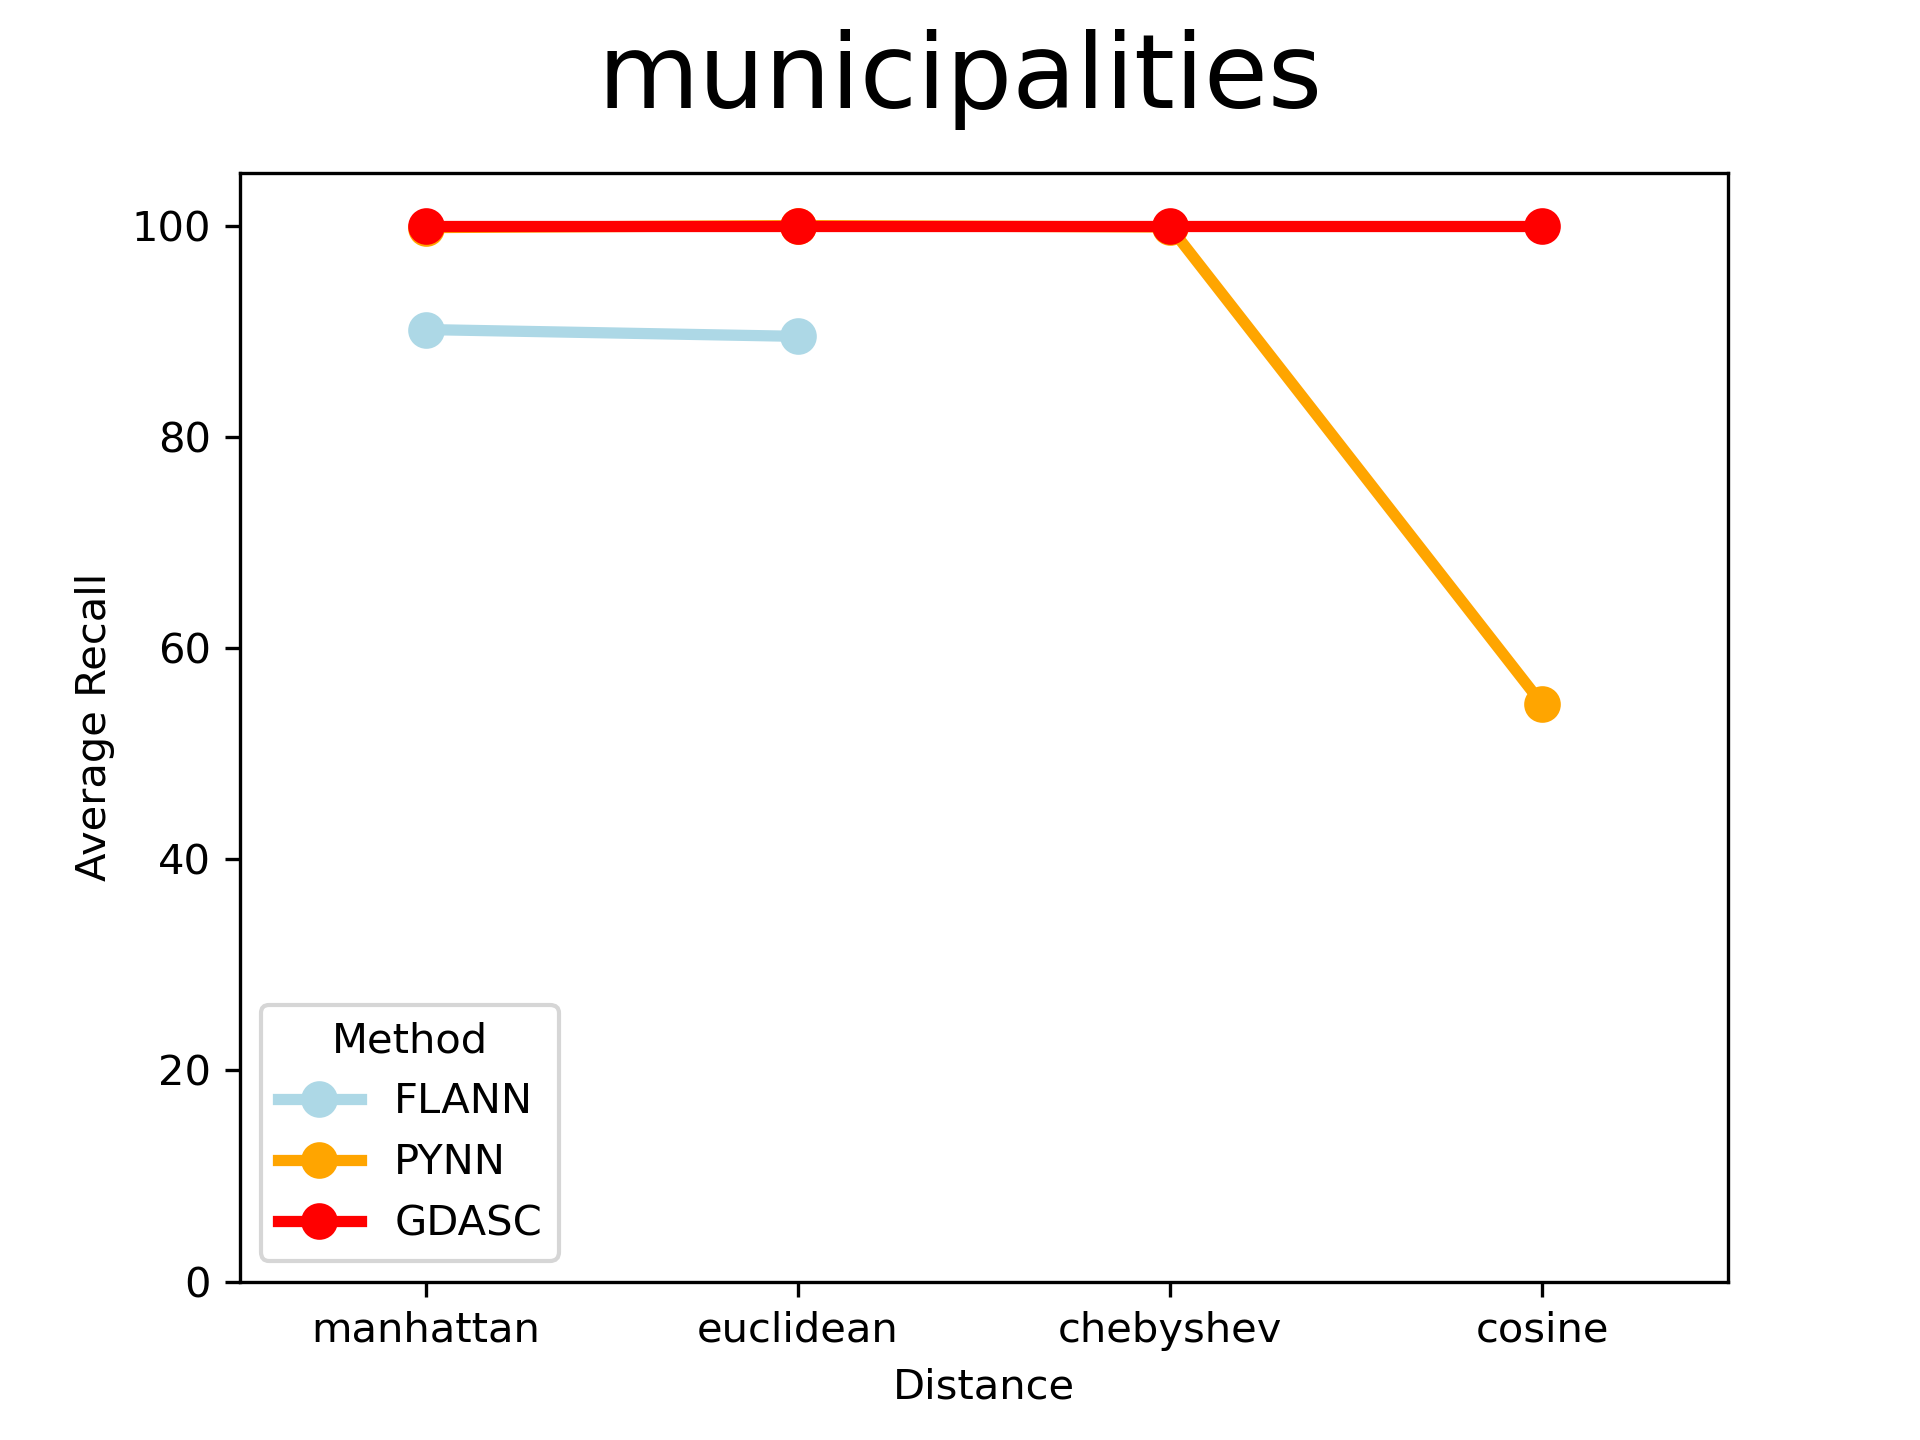 municipalities
100
80
60
40
20
0
Average Recall
Method
FLANN
PYNN
GDASC
manhattan euclidean chebyshev cosine
Distance